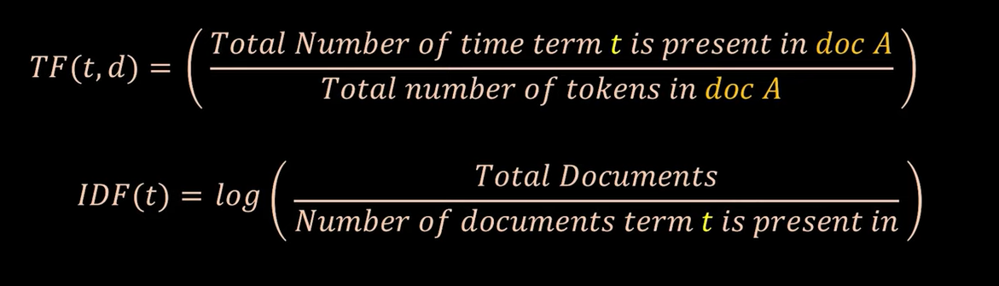 TF(t, d) = ( Total Number of time term t is present in doc A
Total number of tokens in doc A )
IDF(t) = log ( Total Documents
Number of documents term t is present in )